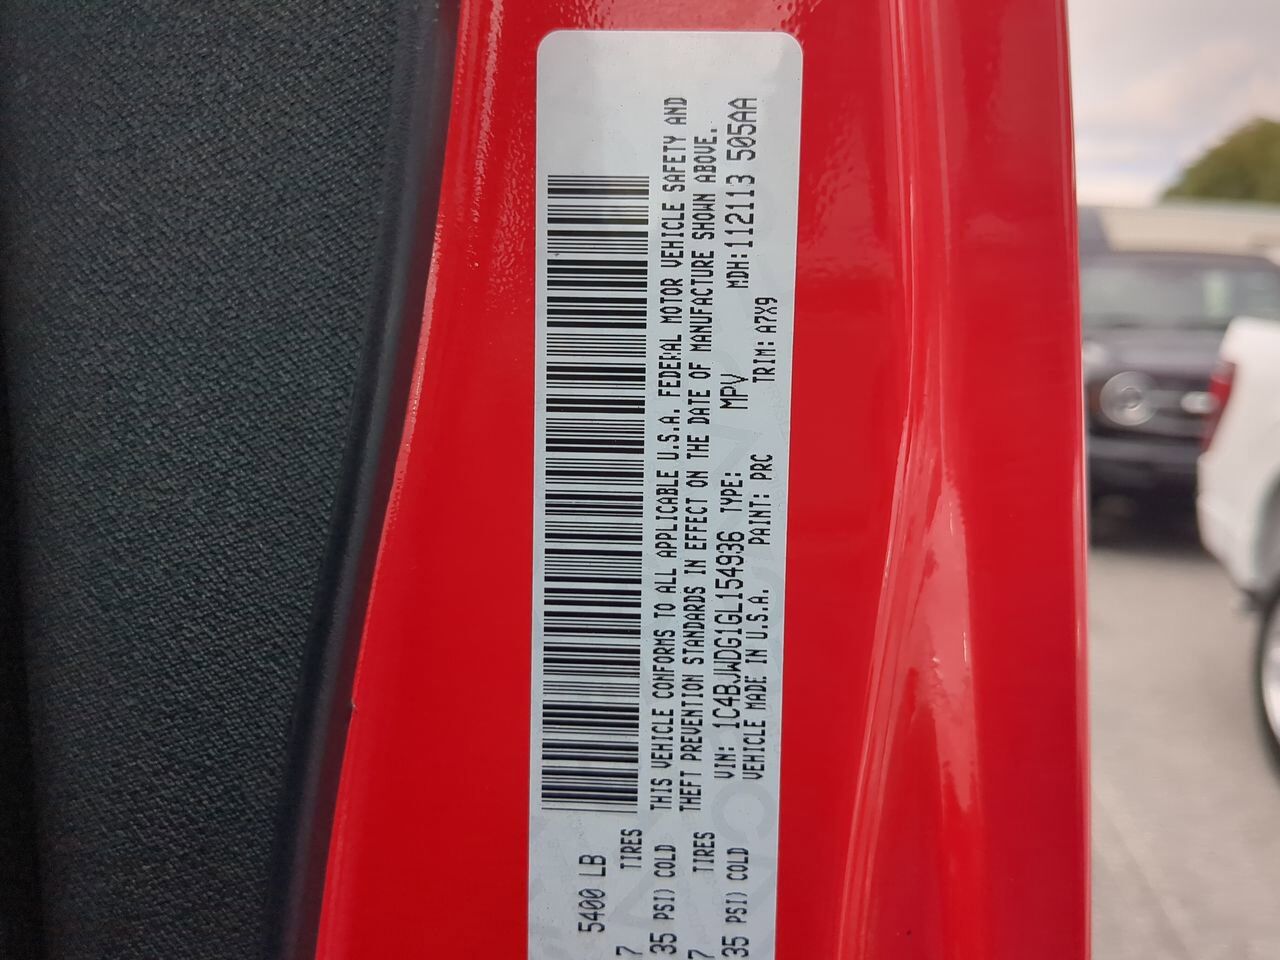 5400 LB
7 TIRES
35 PSI) COLD
7 TIRES
35 PSI) COLD
THIS VEHICLE CONFORMS TO ALL APPLICABLE U.S.A. FEDERAL MOTOR VEHICLE SAFETY AND
THEFT PREVENTION STANDARDS IN EFFECT ON THE DATE OF MANUFACTURE SHOWN ABOVE.
VIN: 1C4BJWDG1GL154936 TYPE: MPV MDH:112113 505AA
VEHICLE MADE IN U.S.A. PAINT: PRC TRIM: A7X9